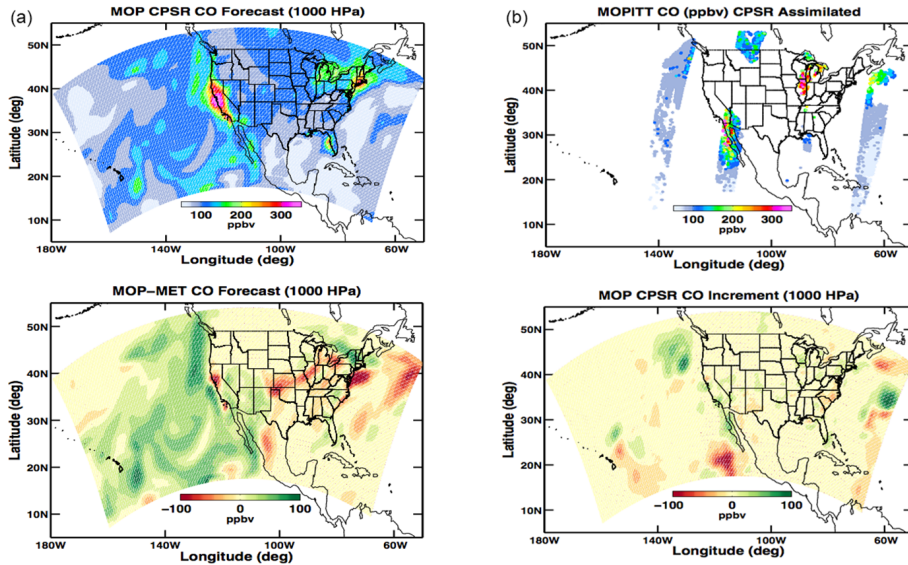 (a)
MOP CPSR CO Forecast (1000 HPa)
50N
40N
30N
20N
10N
Latitude (deg)
100 200 300
ppbv
180W 140W 100W 60W
Longitude (deg)
(b)
MOPITT CO (ppbv) CPSR Assimilated
50N
40N
30N
20N
10N
Latitude (deg)
100 200 300
ppbv
180W 140W 100W 60W
Longitude (deg)
MOP−MET CO Forecast (1000 HPa)
50N
40N
30N
20N
10N
Latitude (deg)
−100 0 100
ppbv
180W 140W 100W 60W
Longitude (deg)
MOP CPSR CO Increment (1000 HPa)
50N
40N
30N
20N
10N
Latitude (deg)
−100 0 100
ppbv
180W 140W 100W 60W
Longitude (deg)